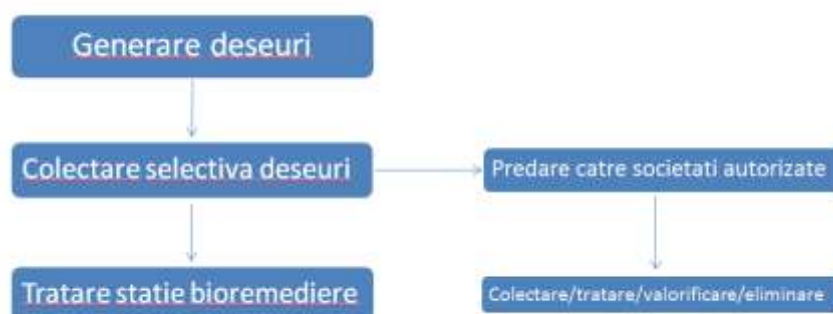 Generare deseuri
Colectare selectiva deseuri
Predare catre societati autorizate
Tratare statie bioremediere
Colectare/tratare/valorificare/eliminare